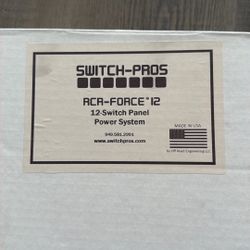 SWITCH-PROS
RCR-FORCE®12
12-Switch Panel
Power System
949.581.2001
www.switchpros.com
MADE IN USA